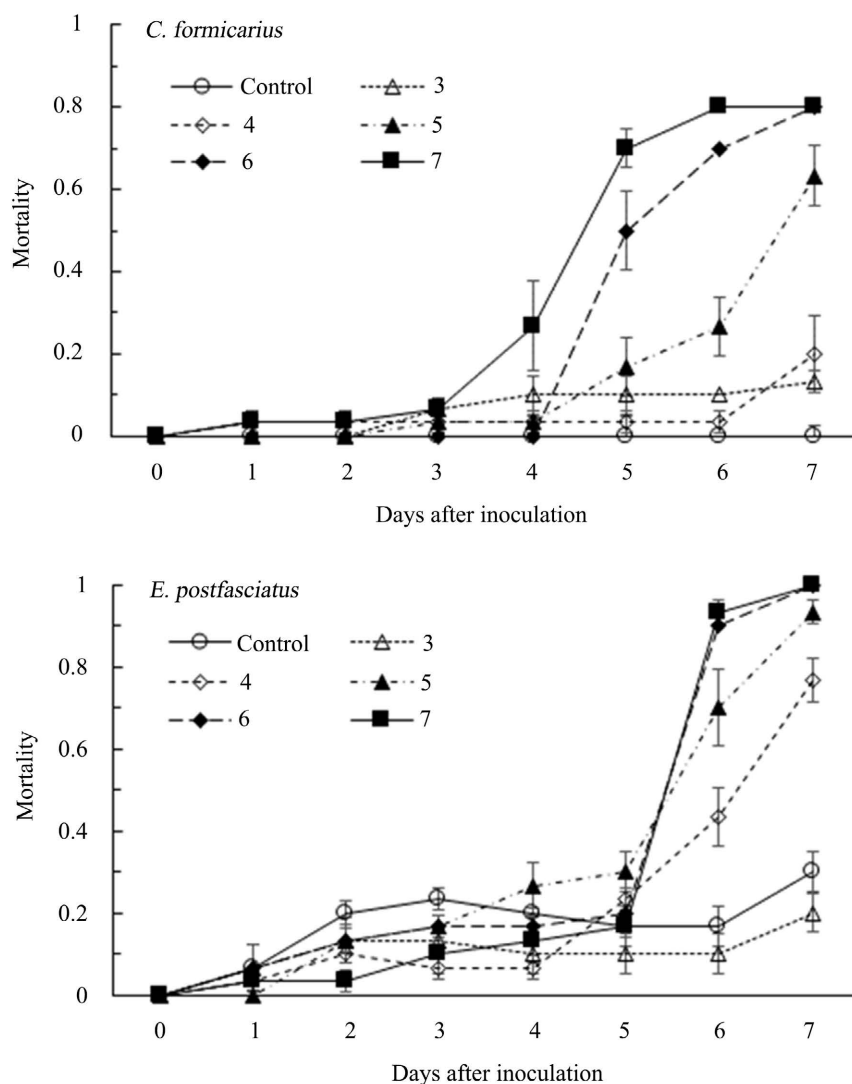 C. formicarius
Control 3
4 5
6 7
1
0.8
0.6
0.4
0.2
0
Mortality
0 1 2 3 4 5 6 7
Days after inoculation
E. postfasciatus
Control 3
4 5
6 7
1
0.8
0.6
0.4
0.2
0
Mortality
0 1 2 3 4 5 6 7
Days after inoculation